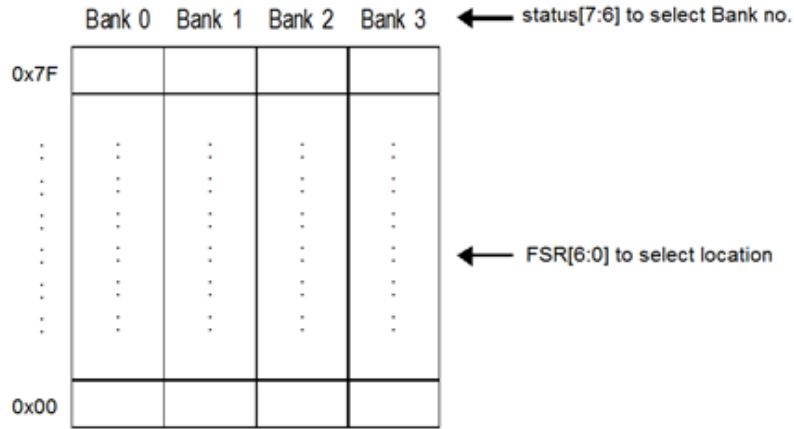 Bank 0 Bank 1 Bank 2 Bank 3 status[7:6] to select Bank no.
0x7F
FSR[6:0] to select location
0x00